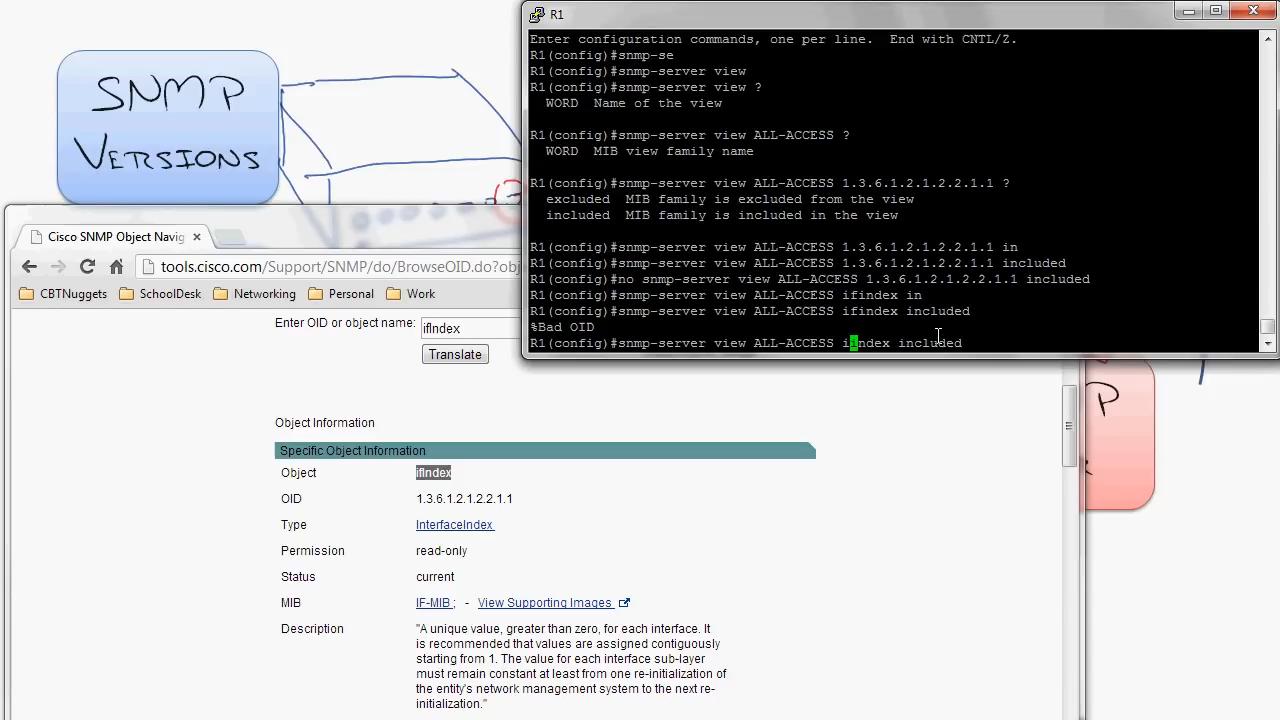 SNMP
VERSIONS
R1
Enter configuration commands, one per line.  End with CNTL/Z.
R1(config)#snmp-se
R1(config)#snmp-server view
R1(config)#snmp-server view ?
WORD  Name of the view
R1(config)#snmp-server view ALL-ACCESS ?
WORD  MIB view family name
R1(config)#snmp-server view ALL-ACCESS 1.3.6.1.2.1.2.2.1.1 ?
excluded  MIB family is excluded from the view
included  MIB family is included in the view
R1(config)#snmp-server view ALL-ACCESS 1.3.6.1.2.1.2.2.1.1 in
R1(config)#snmp-server view ALL-ACCESS 1.3.6.1.2.1.2.2.1.1 included
R1(config)#no snmp-server view ALL-ACCESS 1.3.6.1.2.1.2.2.1.1 included
R1(config)#snmp-server view ALL-ACCESS ifindex in
R1(config)#snmp-server view ALL-ACCESS ifindex included
%Bad OID
R1(config)#snmp-server view ALL-ACCESS iindex included
Cisco SNMP Object Navig
tools.cisco.com/Support/SNMP/do/BrowseOID.do?obj
CBTNuggets
SchoolDesk
Networking
Personal
Work
Enter OID or object name:
ifIndex
Translate
Object Information
Specific Object Information
Object
ifIndex
OID
1.3.6.1.2.1.2.2.1.1
Type
InterfaceIndex
Permission
read-only
Status
current
MIB
IF-MIB ;   -   View Supporting Images
Description
"A unique value, greater than zero, for each interface. It
is recommended that values are assigned contiguously
starting from 1. The value for each interface sub-layer
must remain constant at least from one re-initialization of
the entity's network management system to the next re-
initialization."
P